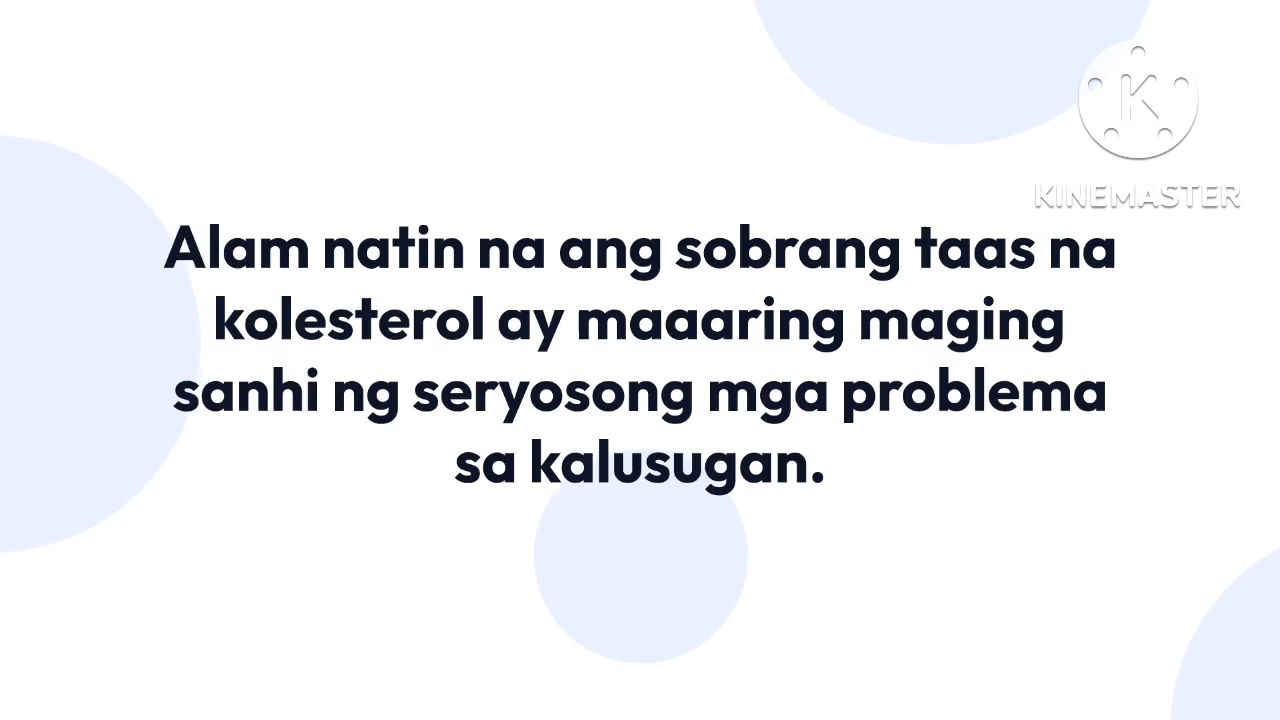 KINEMASTER
Alam natin na ang sobrang taas na
kolesterol ay maaaring maging
sanhi ng seryosong mga problema
sa kalusugan.